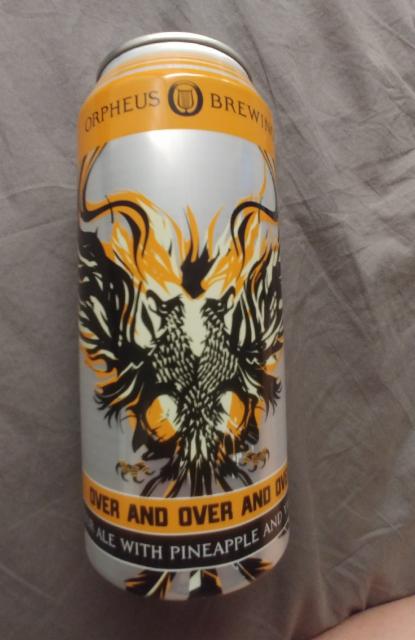 ORPHEUS BREWIN
OVER AND OVER AND OV
ALE WITH PINEAPPLE AND